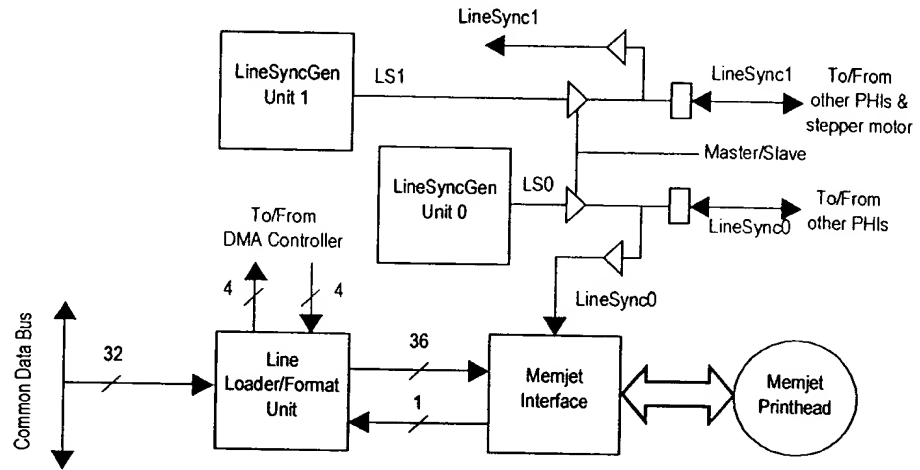 LineSync1
LineSyncGen
Unit 1
LS1
LineSync1
To/From
other PHIs &
stepper motor
Master/Slave
LineSyncGen
Unit 0
LS0
To/From
other PHIs
LineSync0
To/From
DMA Controller
4
4
LineSync0
Common Data Bus
32
Line
Loader/Format
Unit
36
1
Memjet
Interface
Memjet
Printhead